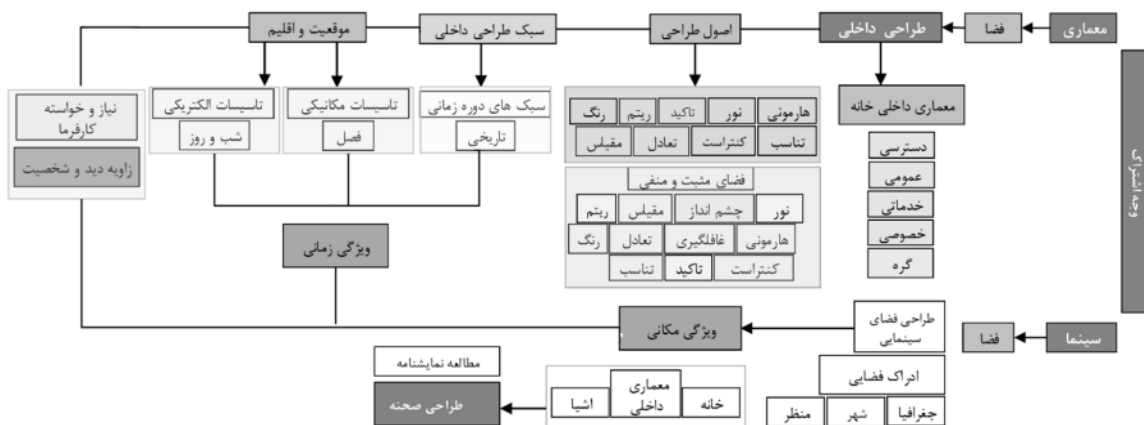 معماری
فضا
طراحی داخلی
اصول طراحی
سبک طراحی داخلی
موقعیت و اقلیم
وجه اشتراک
معماری داخلی خانه
دسترسی
عمومی
خدماتی
خصوصی
گره
هارمونی
نور
تاکید
ریتم
رنگ
تناسب
کنتراست
تعادل
مقیاس
فضای مثبت و منفی
نور
چشم انداز
مقیاس
ریتم
هارمونی
غافلگیری
تعادل
رنگ
کنتراست
تاکید
تناسب
سبک های دوره زمانی
تاریخی
تاسیسات مکانیکی
فصل
تاسیسات الکتریکی
شب و روز
نیاز و خواسته
کارفرما
زاویه دید و شخصیت
ویژگی زمانی
سینما
فضا
طراحی فضای
سینمایی
ویژگی مکانی
ادراک فضایی
جغرافیا
شهر
منظر
خانه
معماری
داخلی
اشیا
مطالعه نمایشنامه
طراحی صحنه